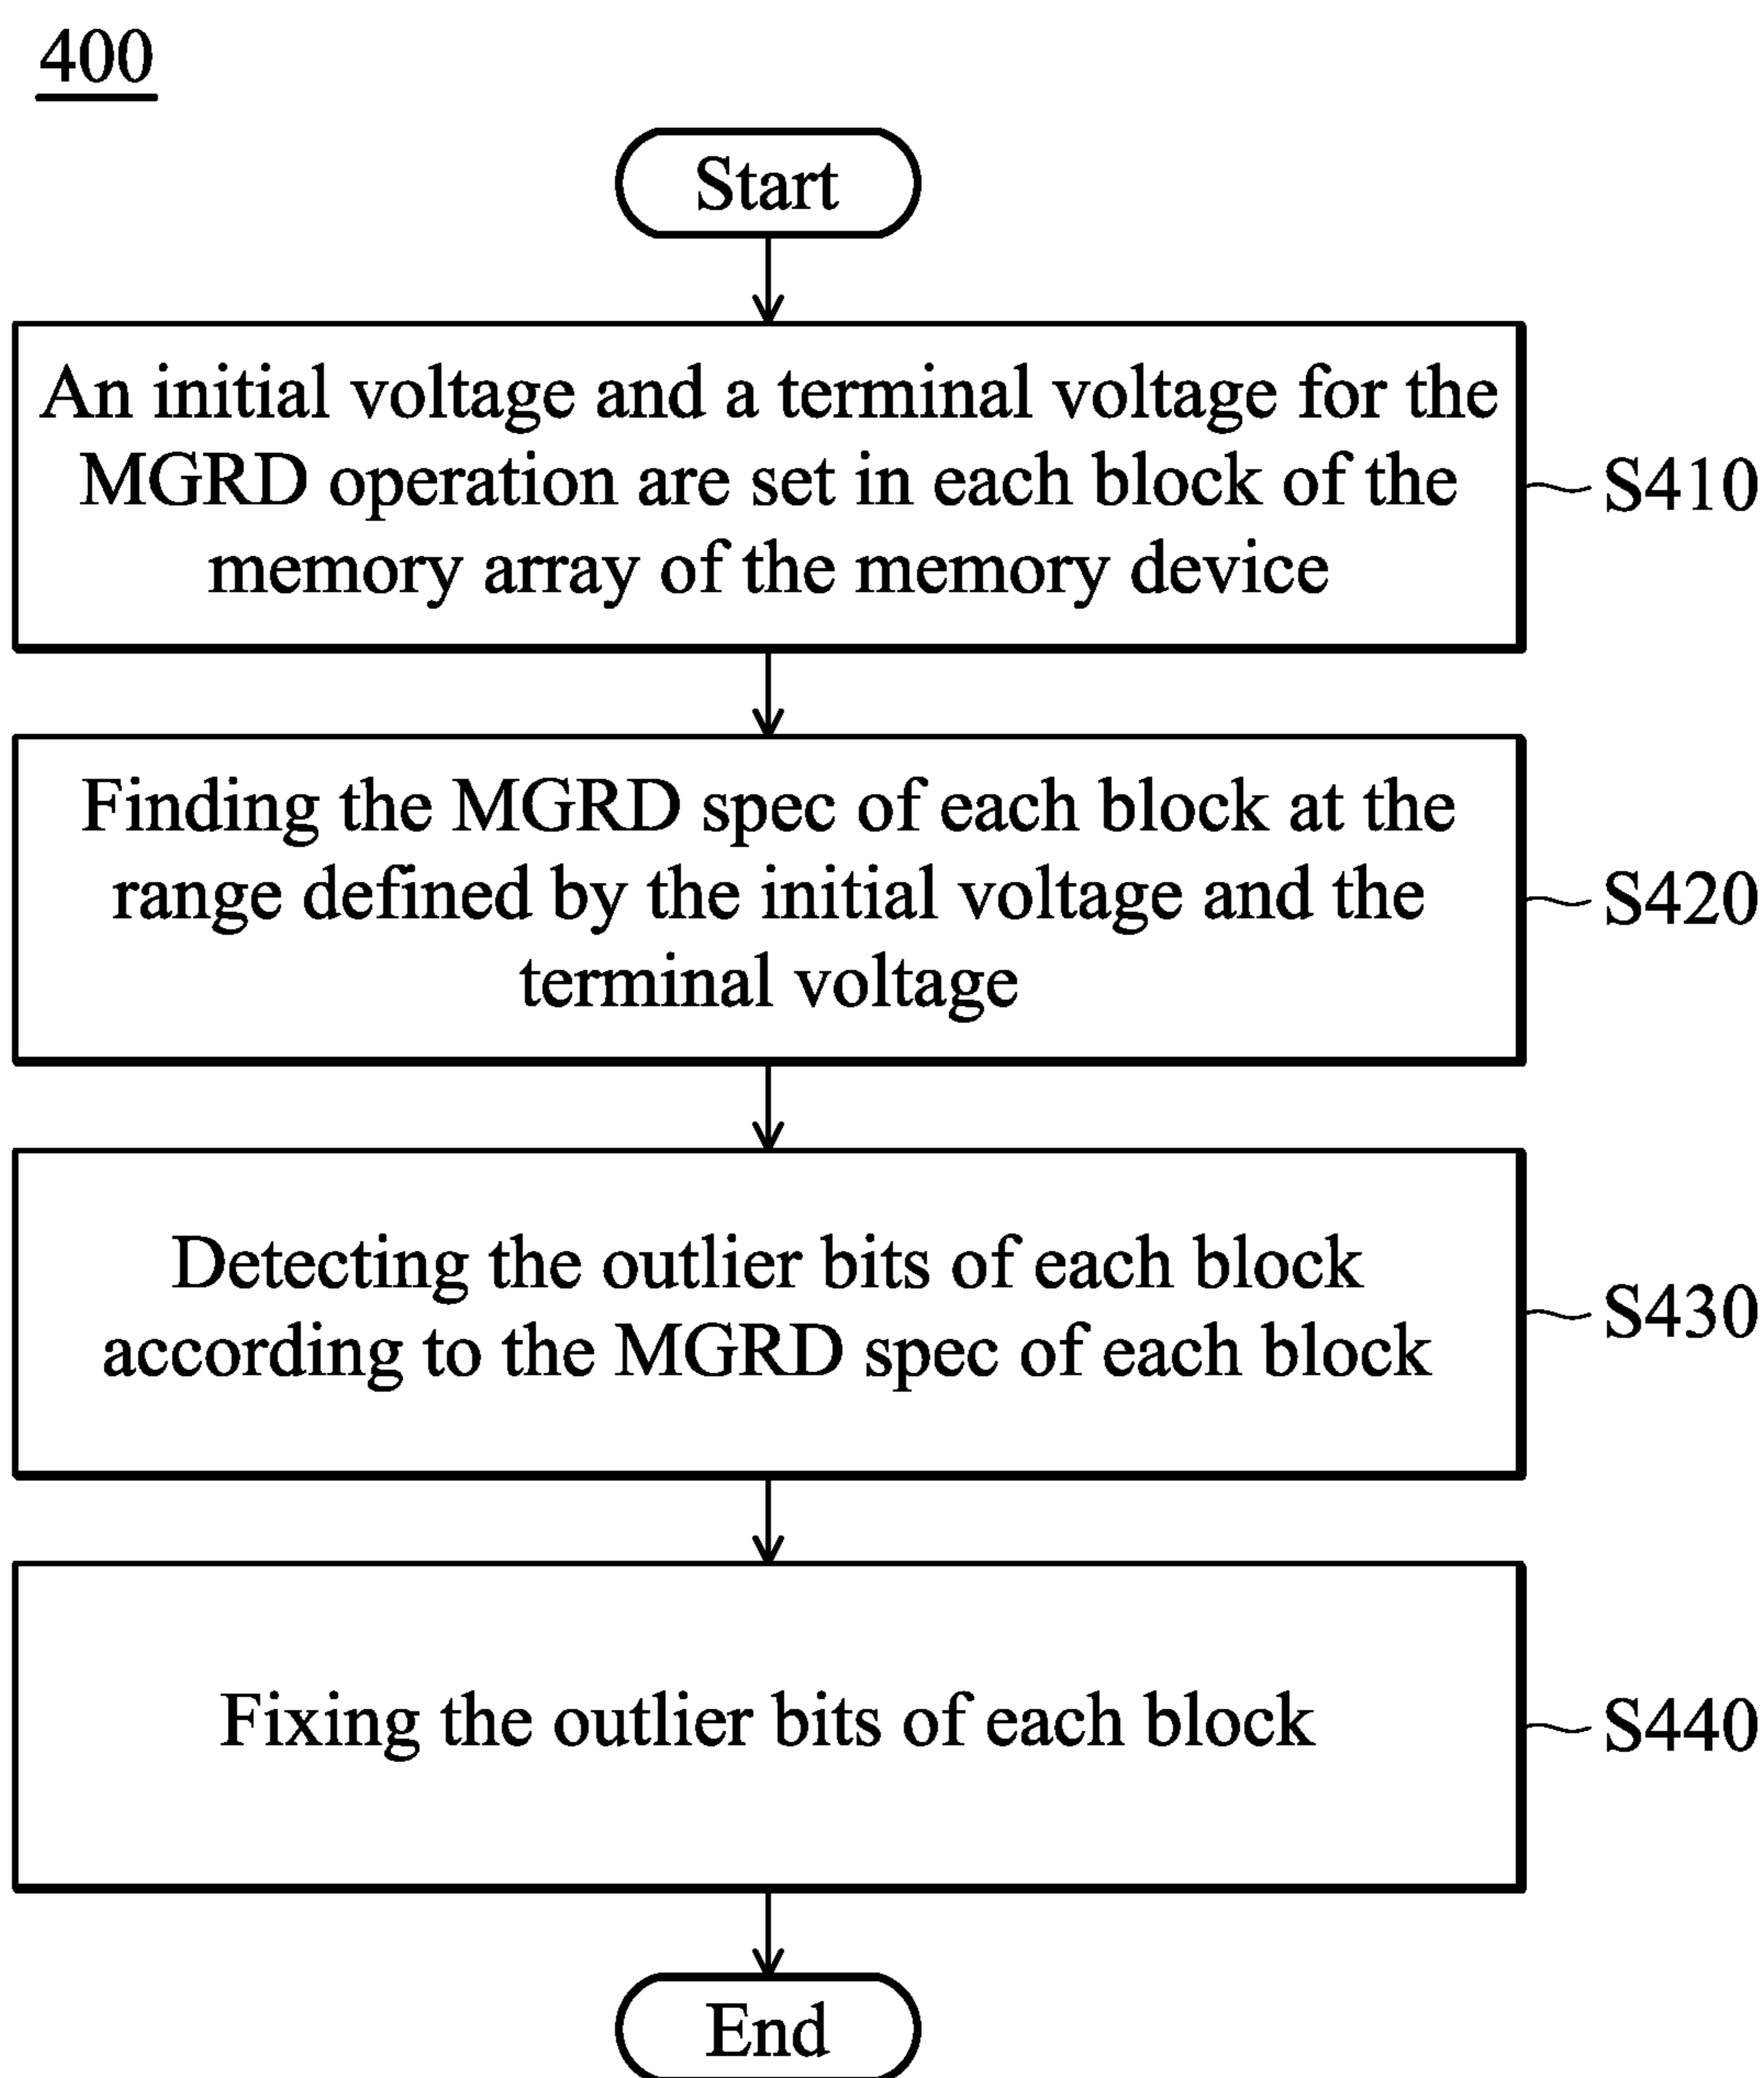 400
Start
An initial voltage and a terminal voltage for the
MGRD operation are set in each block of the
memory array of the memory device
S410
Finding the MGRD spec of each block at the
range defined by the initial voltage and the
terminal voltage
S420
Detecting the outlier bits of each block
according to the MGRD spec of each block
S430
Fixing the outlier bits of each block
S440
End